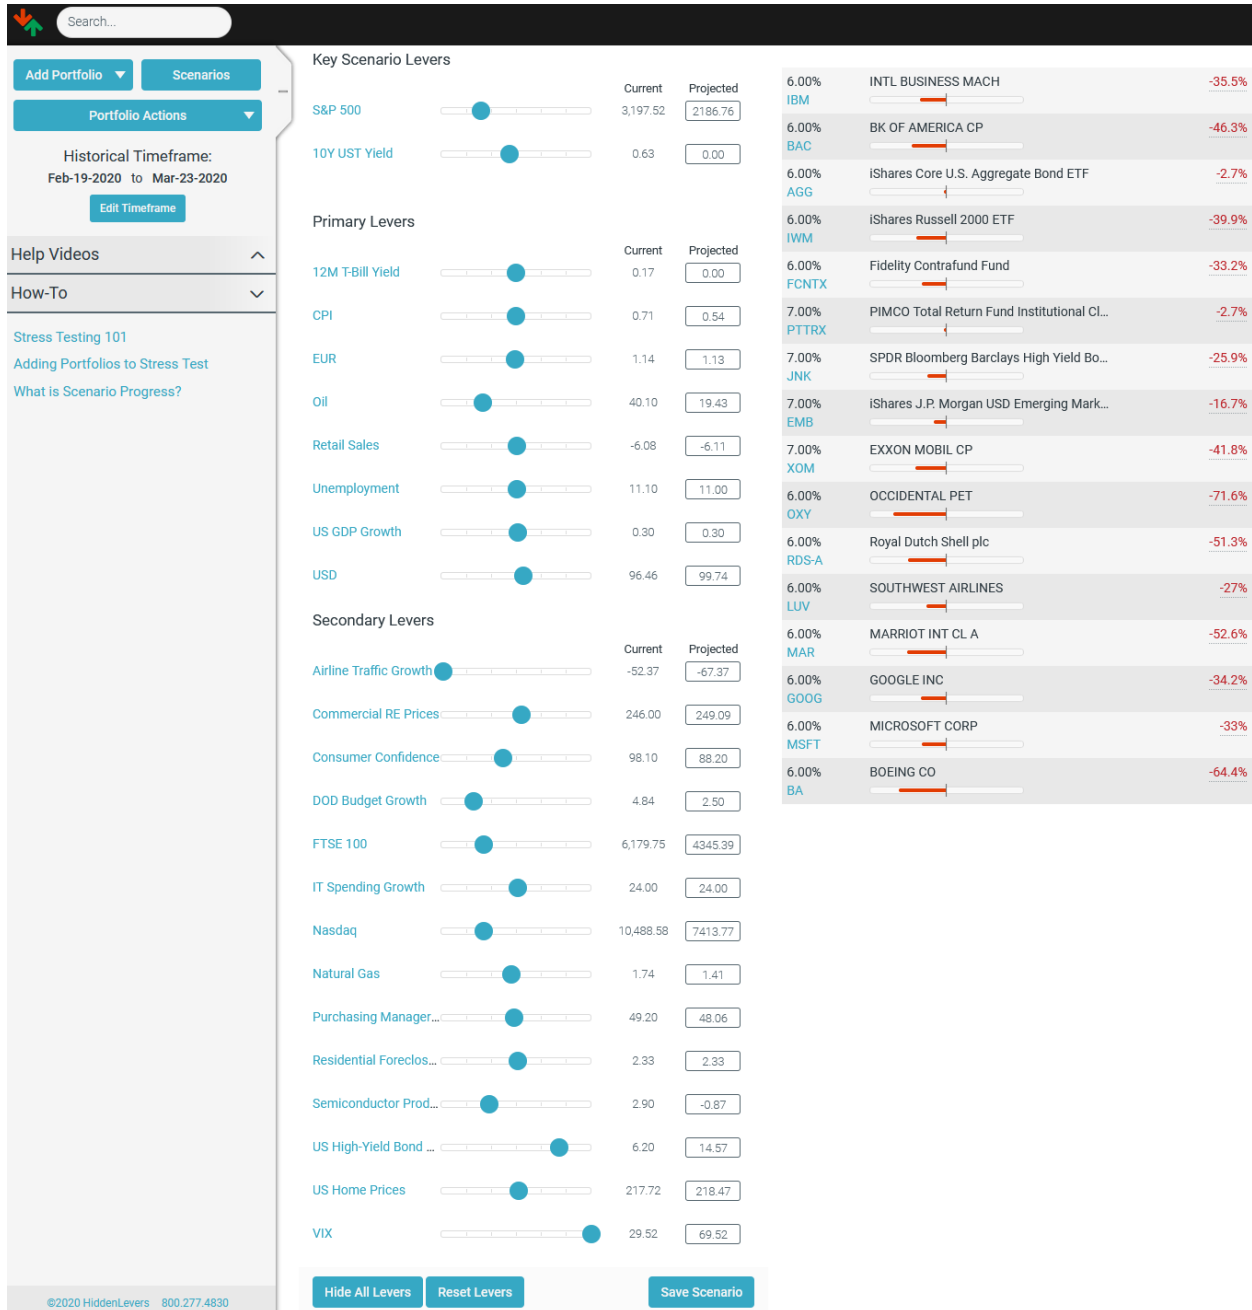 Search...
Add Portfolio
Scenarios
Portfolio Actions
Historical Timeframe:
Feb-19-2020 to Mar-23-2020
Edit Timeframe
Help Videos
How-To
Stress Testing 101
Adding Portfolios to Stress Test
What is Scenario Progress?
©2020 HiddenLevers 800.277.4830
Key Scenario Levers
Current Projected
S&P 500 3,197.52 2186.76
10Y UST Yield 0.63 0.00
Primary Levers
Current Projected
12M T-Bill Yield 0.17 0.00
CPI 0.71 0.54
EUR 1.14 1.13
Oil 40.10 19.43
Retail Sales -6.08 -6.11
Unemployment 11.10 11.00
US GDP Growth 0.30 0.30
USD 96.46 99.74
Secondary Levers
Current Projected
Airline Traffic Growth -52.37 -67.37
Commercial RE Prices 246.00 249.09
Consumer Confidence 98.10 88.20
DOD Budget Growth 4.84 2.50
FTSE 100 6,179.75 4345.39
IT Spending Growth 24.00 24.00
Nasdaq 10,488.58 7413.77
Natural Gas 1.74 1.41
Purchasing Manager... 49.20 48.06
Residential Foreclos... 2.33 2.33
Semiconductor Prod... 2.90 -0.87
US High-Yield Bond ... 6.20 14.57
US Home Prices 217.72 218.47
VIX 29.52 69.52
Hide All Levers Reset Levers Save Scenario
6.00% INTL BUSINESS MACH -35.5%
IBM
6.00% BK OF AMERICA CP -46.3%
BAC
6.00% iShares Core U.S. Aggregate Bond ETF -2.7%
AGG
6.00% iShares Russell 2000 ETF -39.9%
IWM
6.00% Fidelity Contrafund Fund -33.2%
FCNTX
7.00% PIMCO Total Return Fund Institutional Cl... -2.7%
PTTRX
7.00% SPDR Bloomberg Barclays High Yield Bo... -25.9%
JNK
7.00% iShares J.P. Morgan USD Emerging Mark... -16.7%
EMB
7.00% EXXON MOBIL CP -41.8%
XOM
6.00% OCCIDENTAL PET -71.6%
OXY
6.00% Royal Dutch Shell plc -51.3%
RDS-A
6.00% SOUTHWEST AIRLINES -27%
LUV
6.00% MARRIOT INT CL A -52.6%
MAR
6.00% GOOGLE INC -34.2%
GOOG
6.00% MICROSOFT CORP -33%
MSFT
6.00% BOEING CO -64.4%
BA